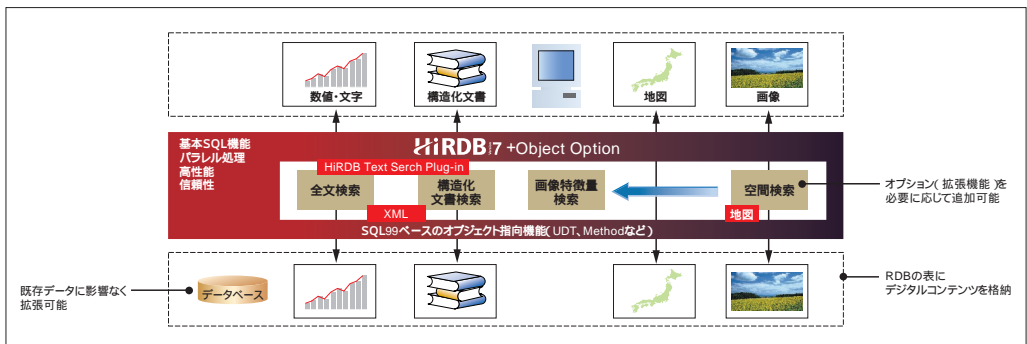 数値・文字
構造化文書
地図
画像
基本SQL機能
パラレル処理
高性能
信頼性
HiRDB 7 +Object Option
HiRDB Text Serch Plug-in
全文検索
構造化
文書検索
画像特徴量
検索
空間検索
XML
地図
SQL99ベースのオブジェクト指向機能(UDT、Methodなど)
オプション(拡張機能)を
必要に応じて追加可能
既存データに影響なく
拡張可能
データベース
RDBの表に
デジタルコンテンツを格納